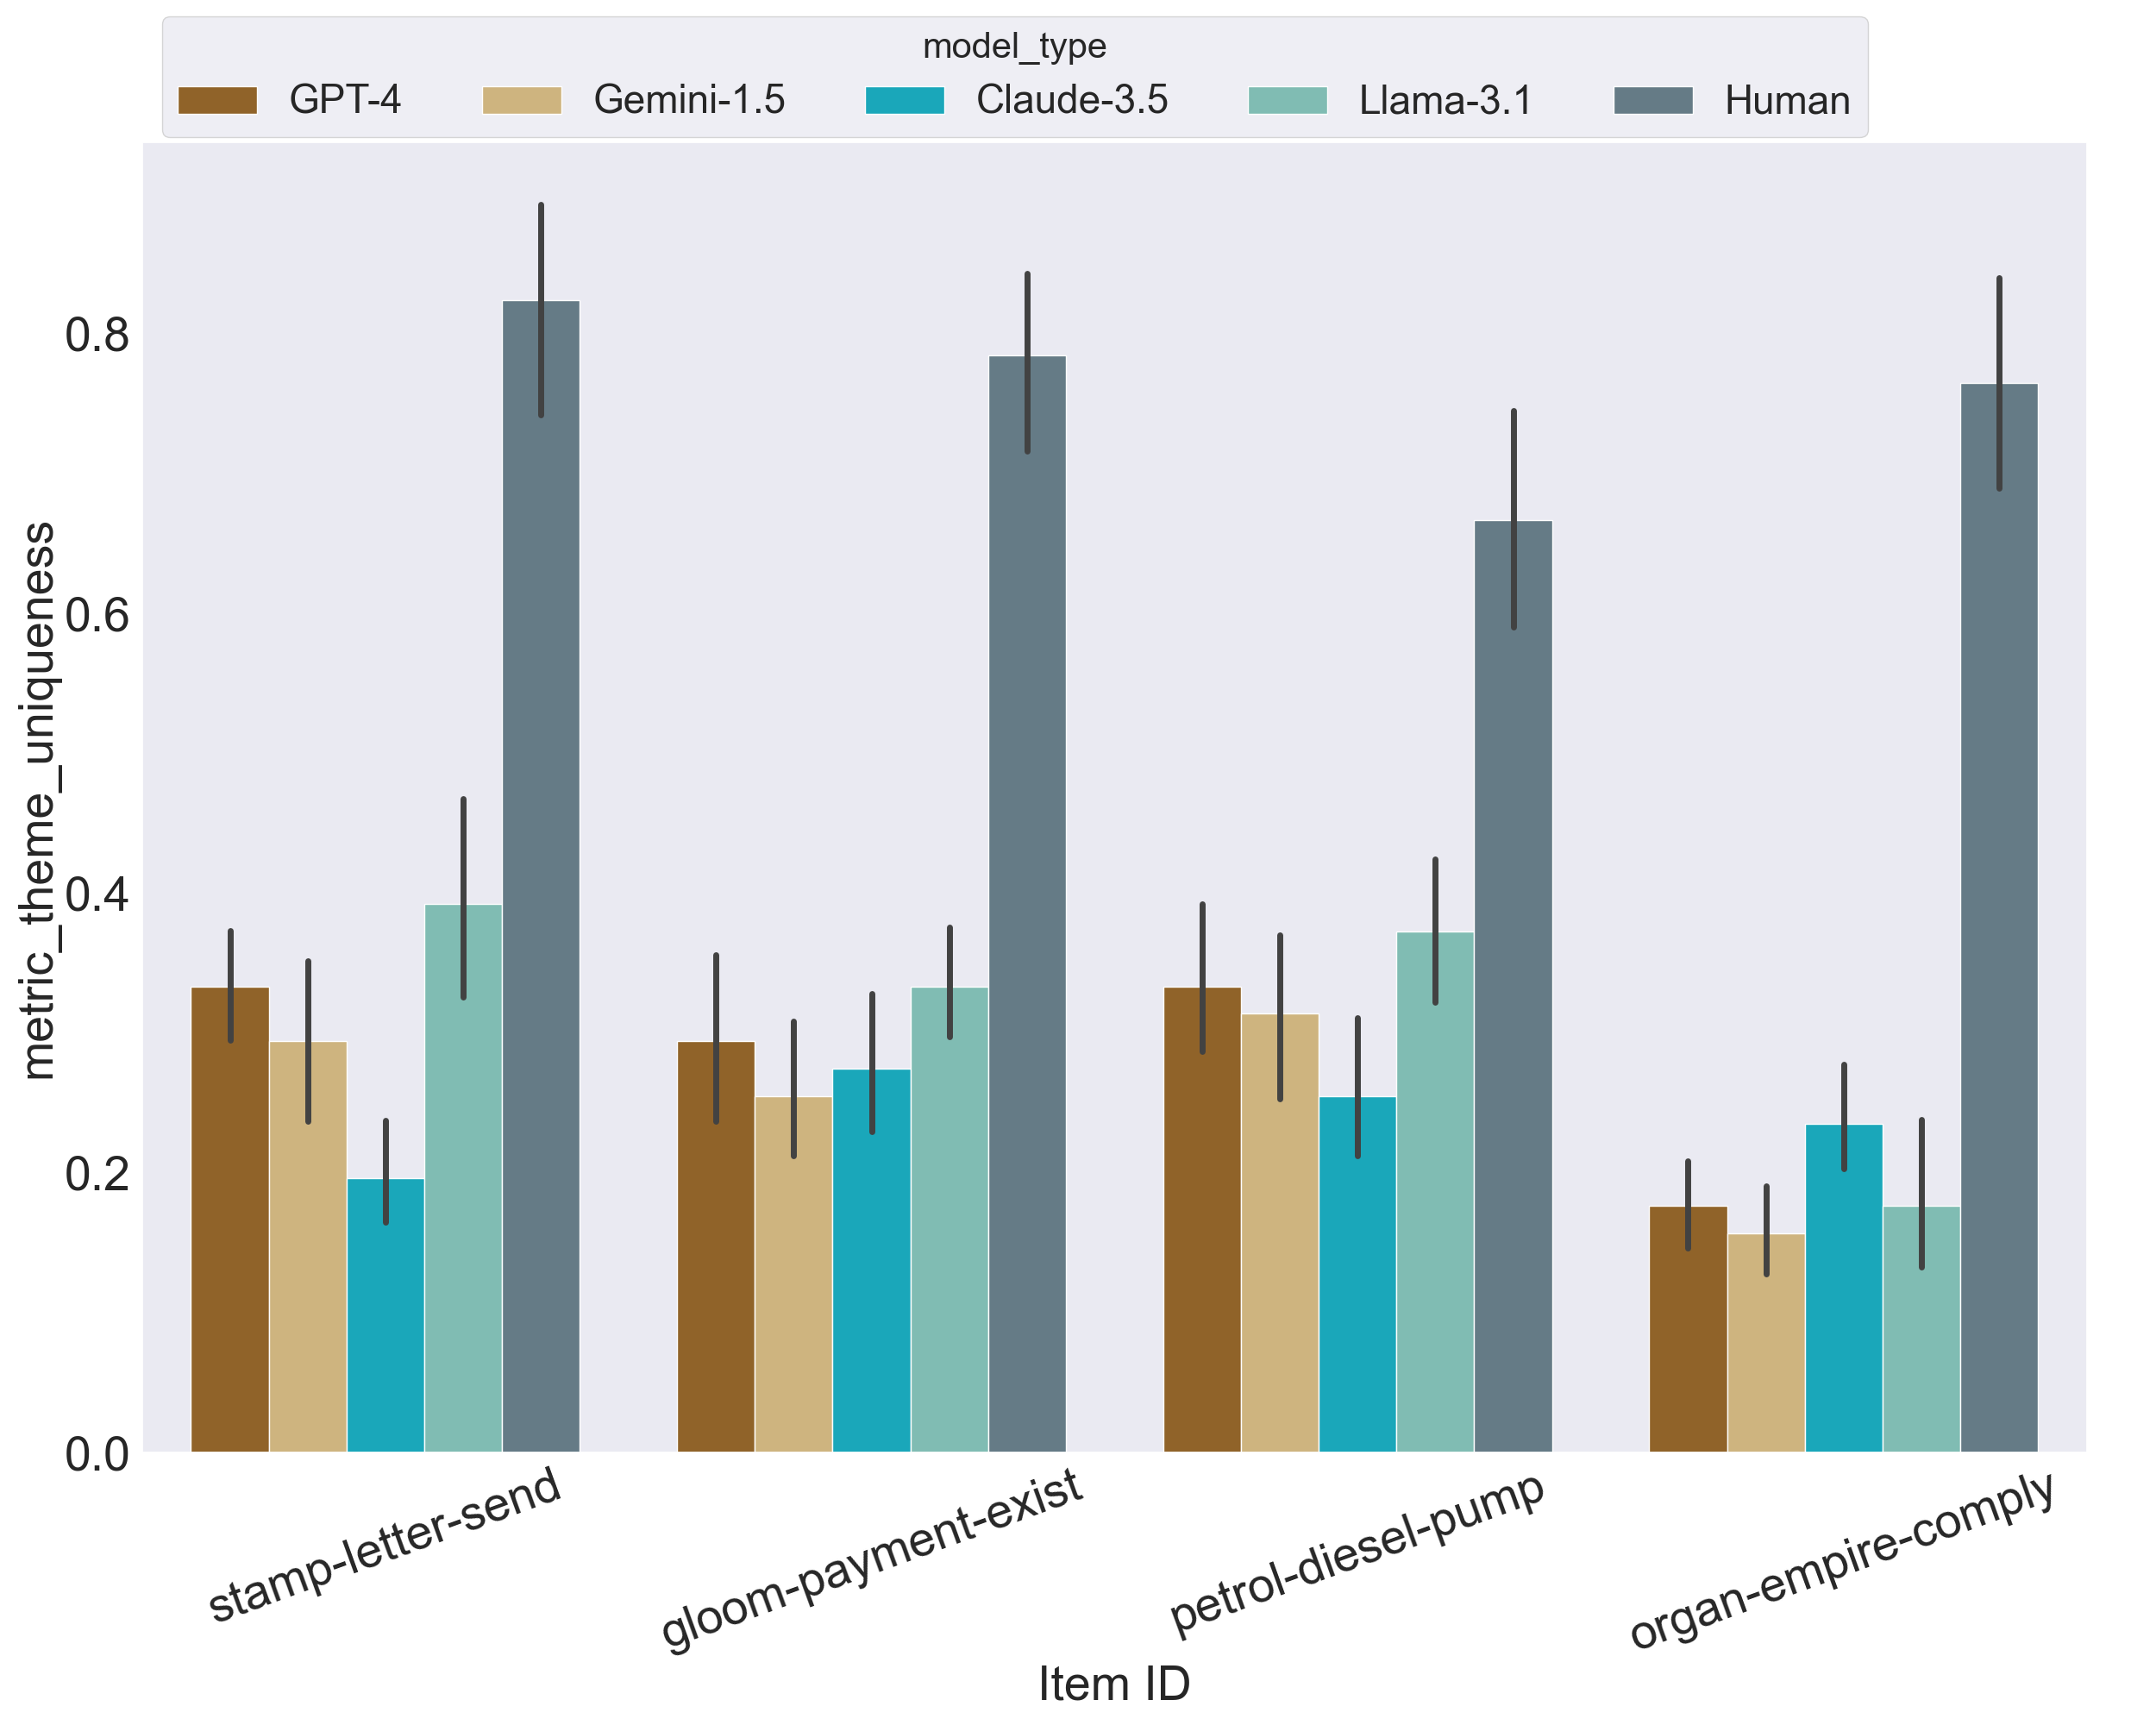 model_type
GPT-4 Gemini-1.5 Claude-3.5 Llama-3.1 Human
metric_theme_uniqueness
0.8
0.6
0.4
0.2
0.0
stamp-letter-send gloom-payment-exist petrol-diesel-pump organ-empire-comply
Item ID